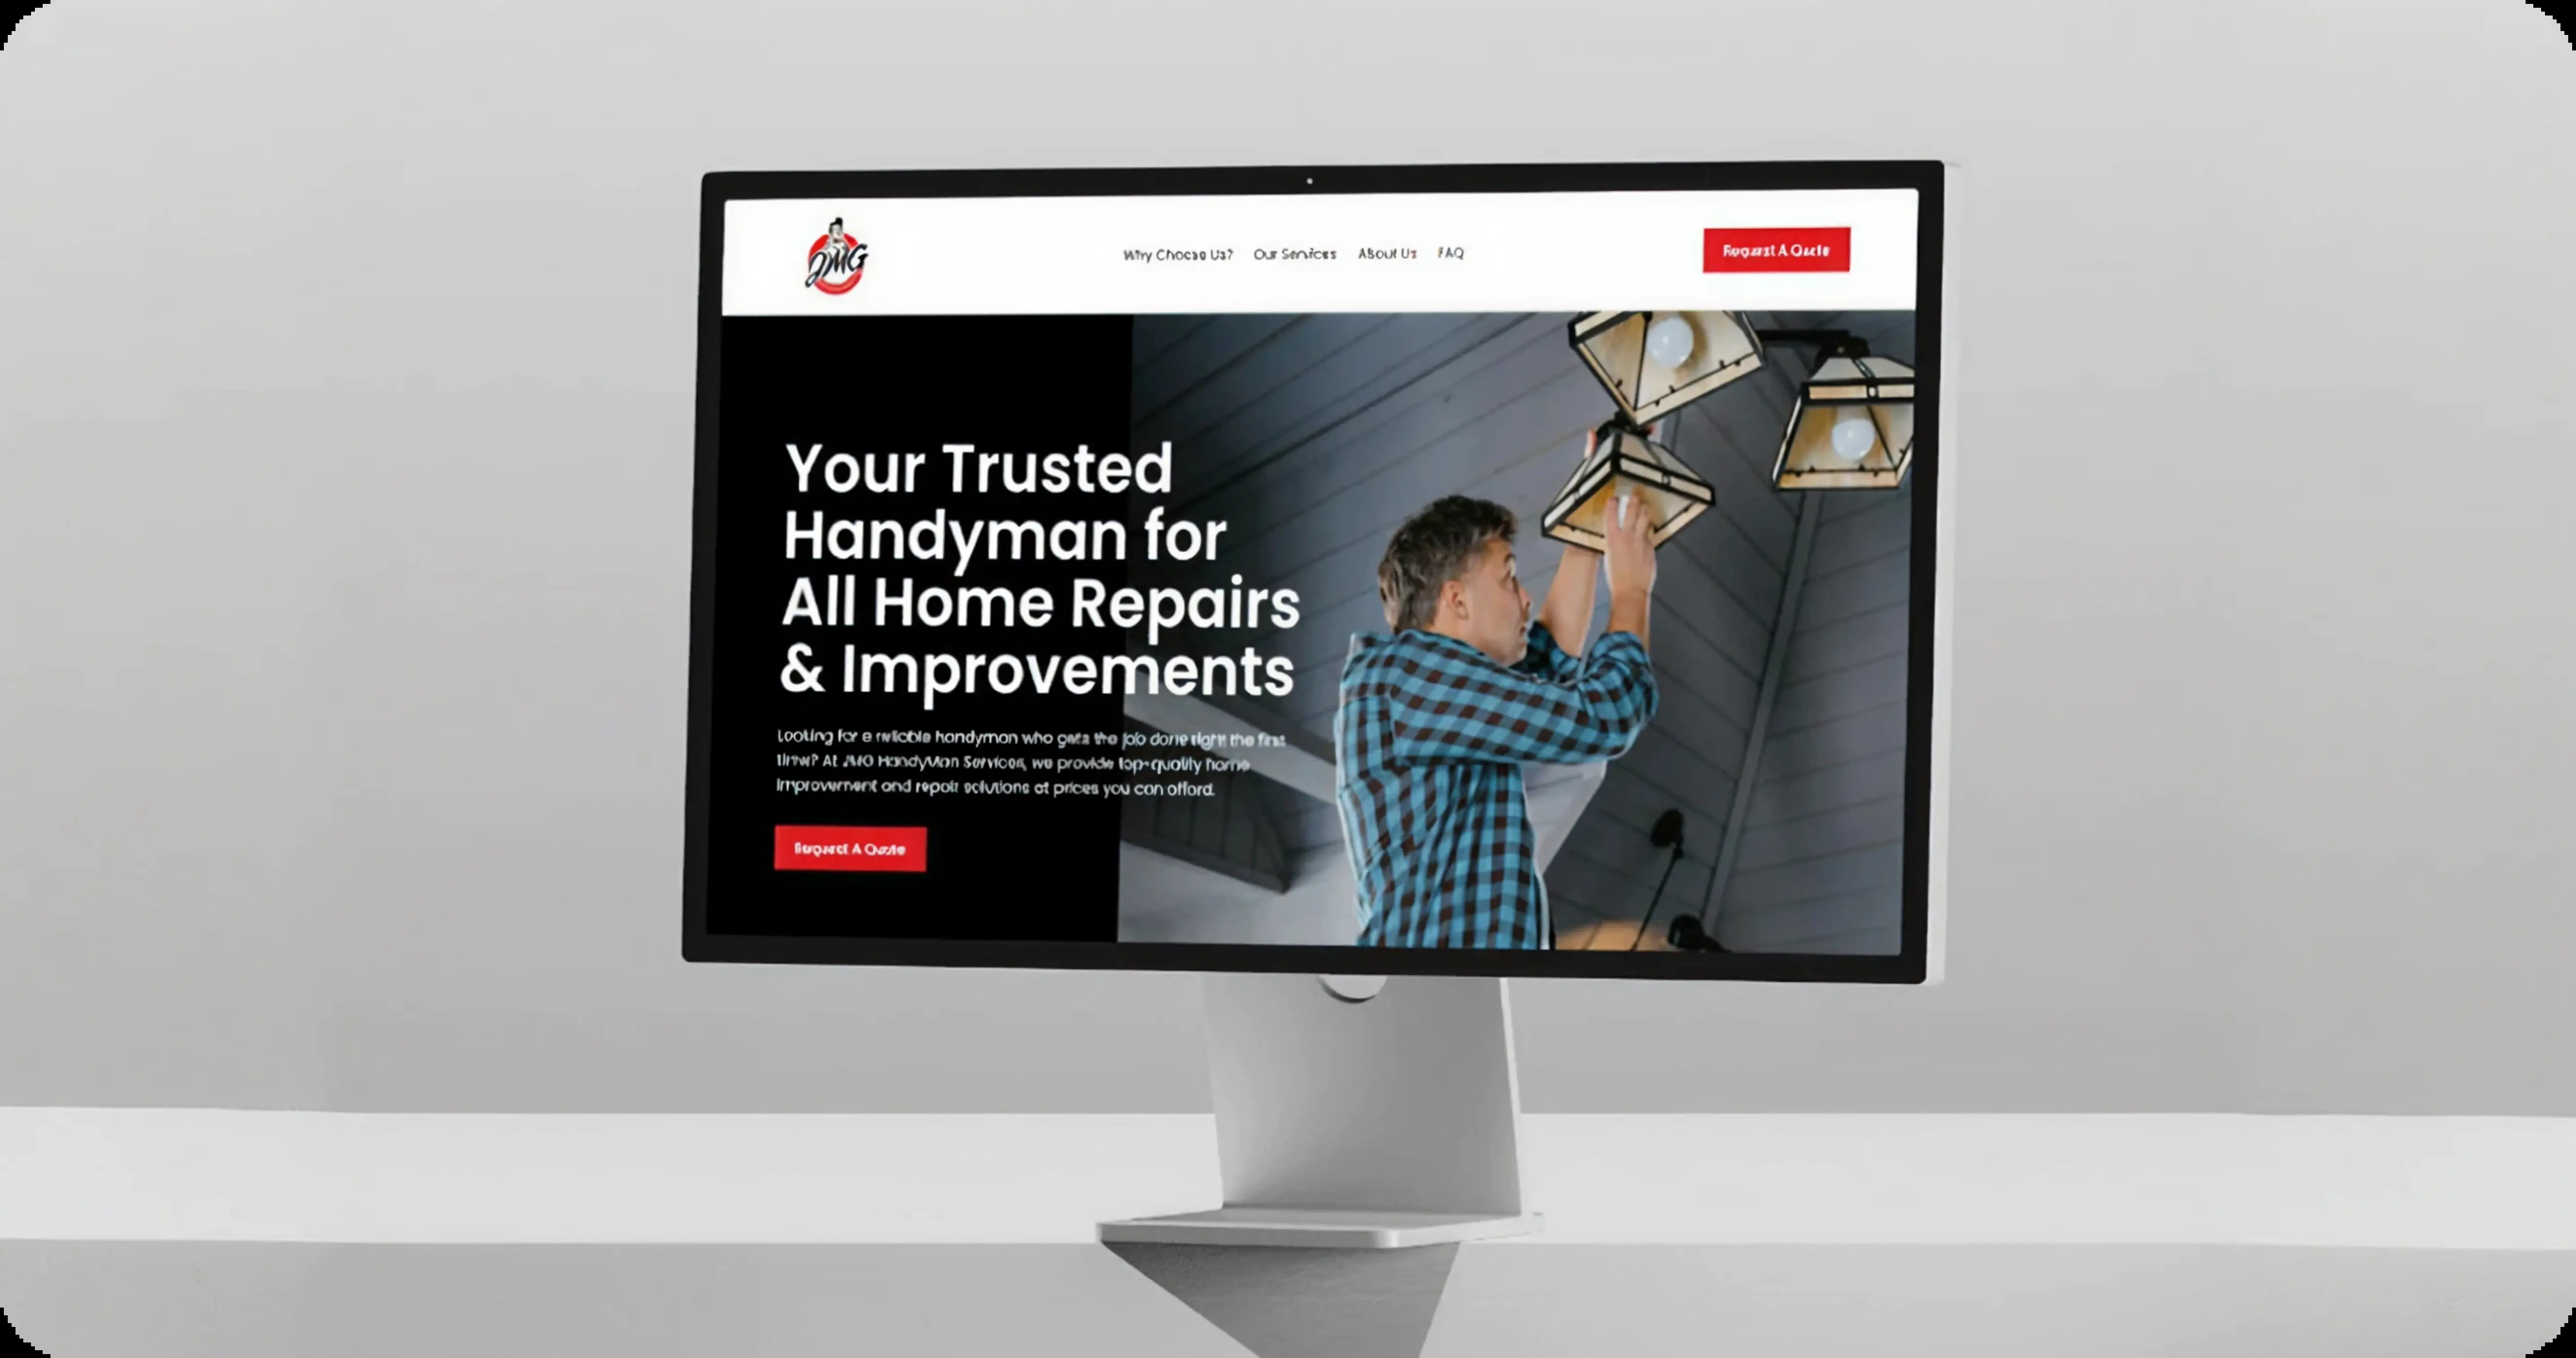 JMG
Why Choose Us? Our Services About Us FAQ
Request A Quote
Your Trusted
Handyman for
All Home Repairs
& Improvements
Looking for a reliable handyman who gets the job done right the first
time? At JMG HandyMan Services, we provide top-quality home
improvement and repair solutions at prices you can afford.
Request A Quote